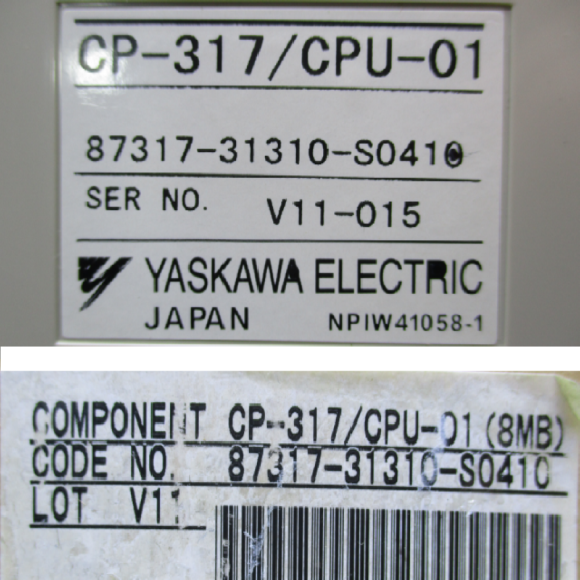 CP-317/CPU-01
87317-31310-S0410
SER NO. V11-015
YASKAWA ELECTRIC
JAPAN NPIW41058-1
COMPONENT CP-317/CPU-01(8MB)
CODE NO 87317-31310-S0410
LOT V11